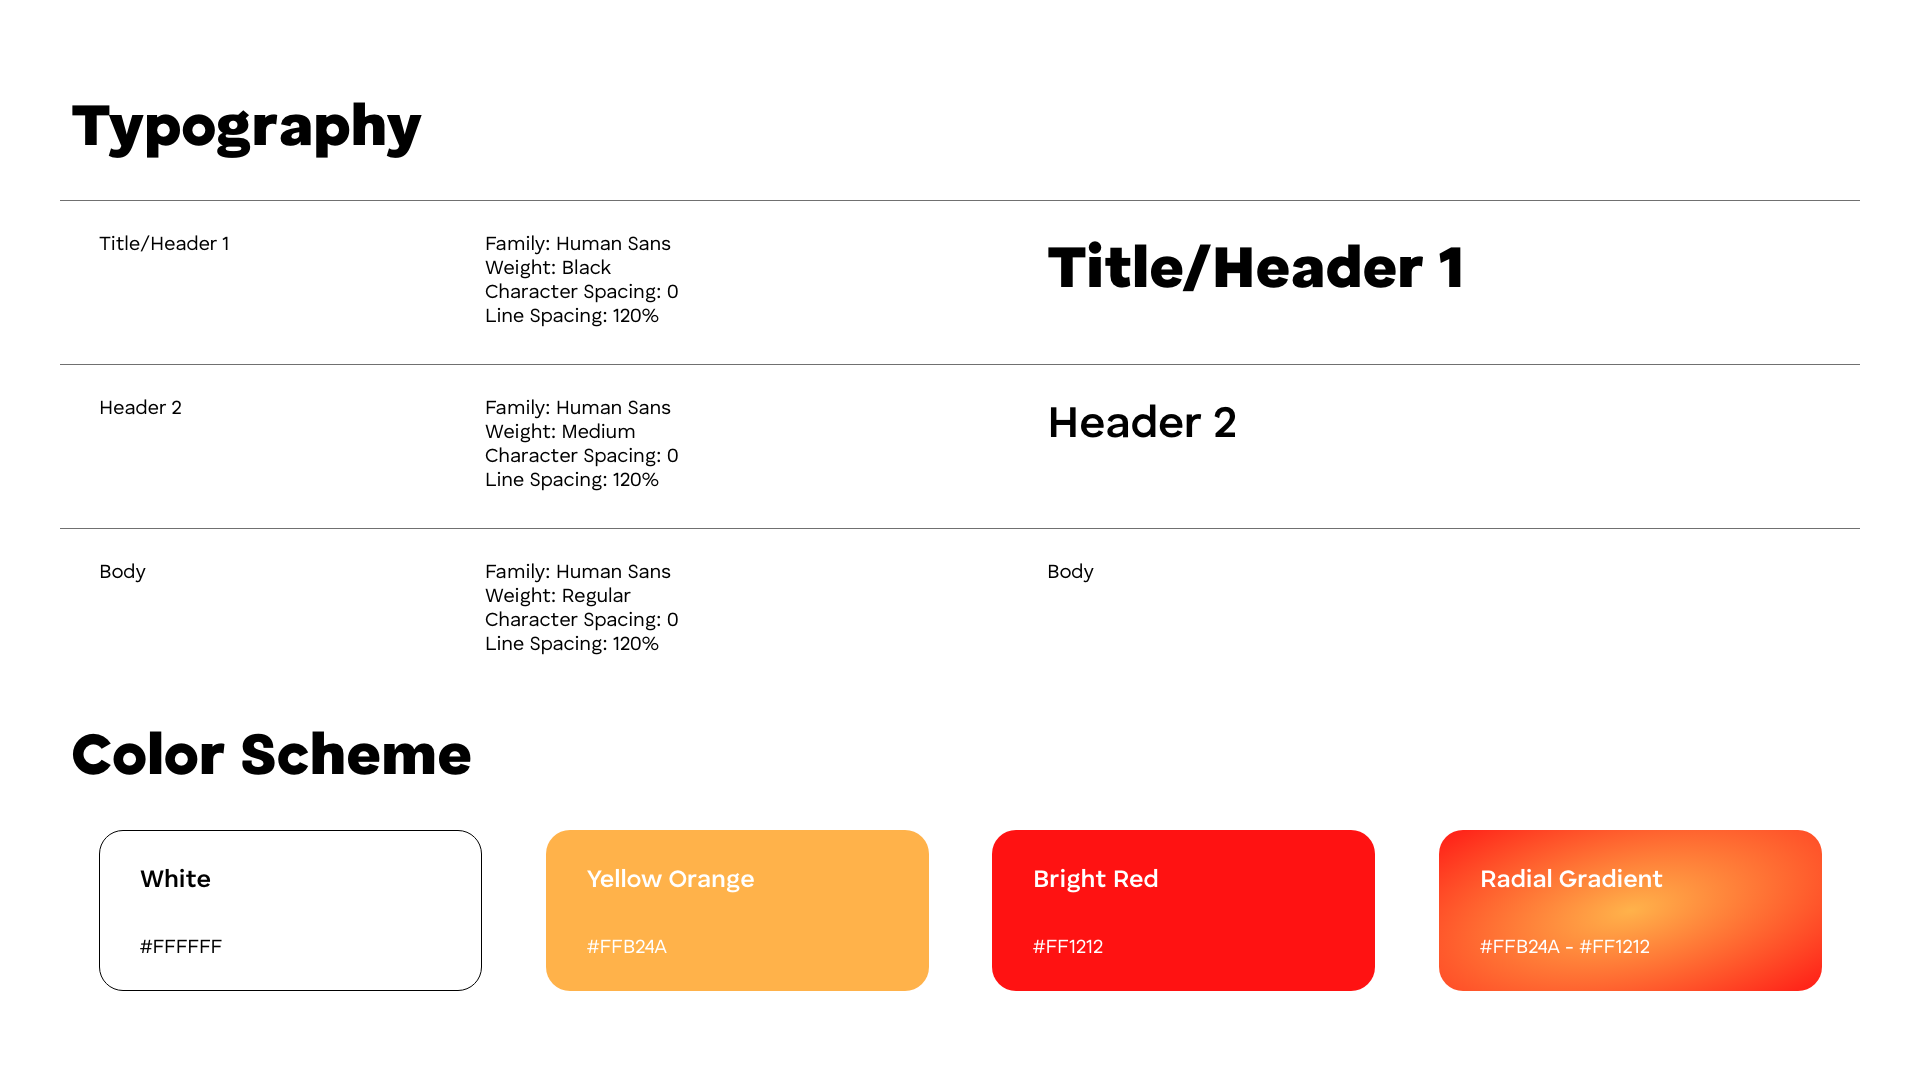 Typography
Title/Header 1
Family: Human Sans
Weight: Black
Character Spacing: 0
Line Spacing: 120%
Title/Header 1
Header 2
Family: Human Sans
Weight: Medium
Character Spacing: 0
Line Spacing: 120%
Header 2
Body
Family: Human Sans
Weight: Regular
Character Spacing: 0
Line Spacing: 120%
Body
Color Scheme
White
#FFFFFF
Yellow Orange
#FFB24A
Bright Red
#FF1212
Radial Gradient
#FFB24A - #FF1212